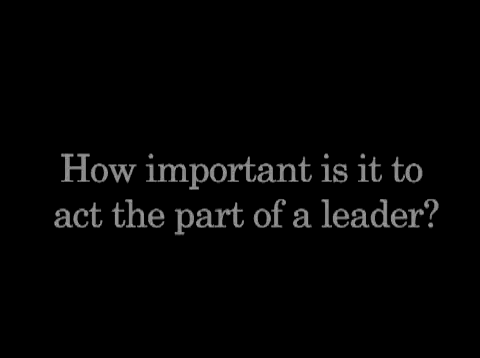 How important is it to
act the part of a leader?